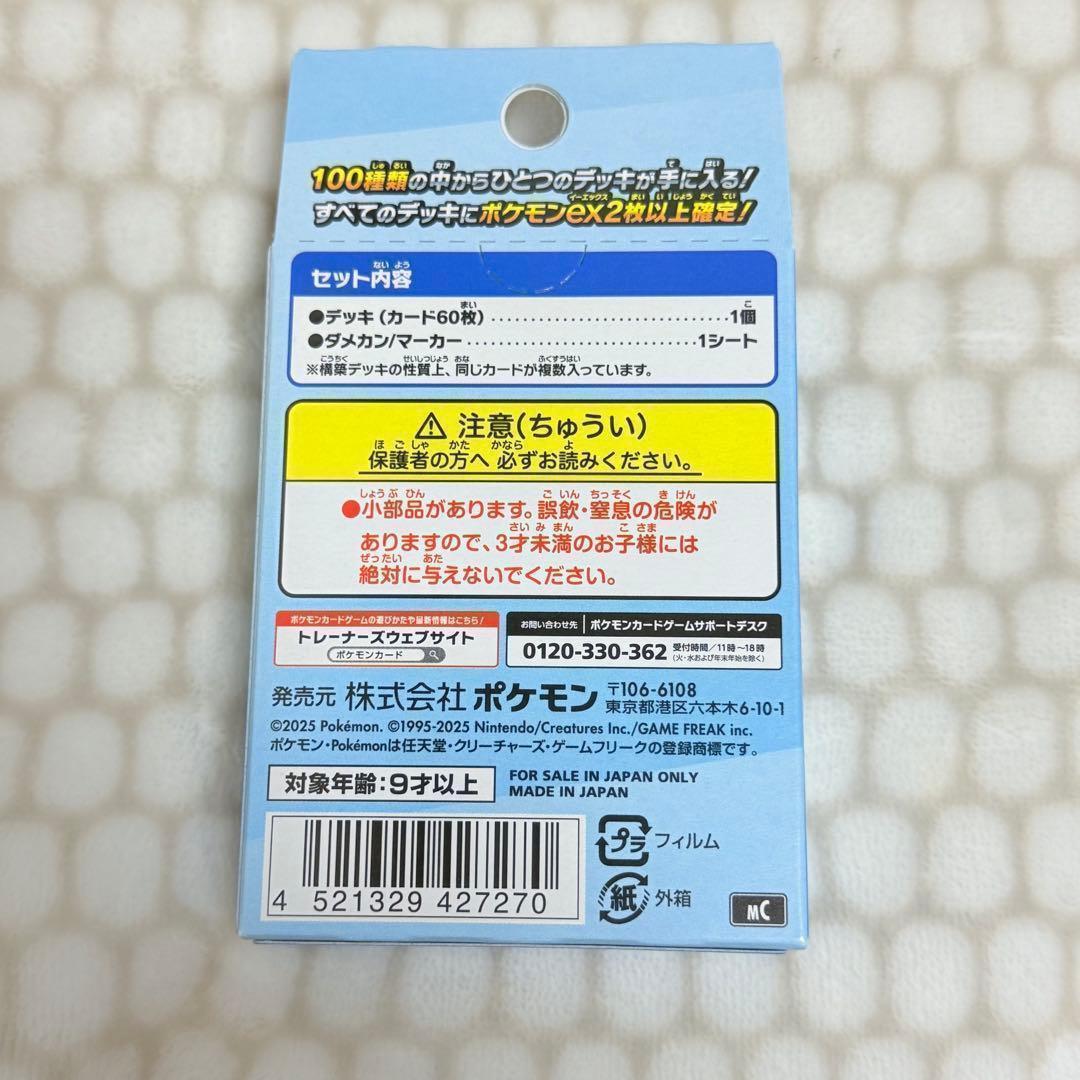 100種類の中からひとつのデッキが手に入る!
すべてのデッキにポケモンex2枚以上確定!
セット内容
●デッキ(カード60枚)..............................1個
●ダメカン/マーカー..............................1シート
※構築デッキの性質上、同じカードが複数入っています。
⚠ 注意(ちゅうい)
保護者の方へ 必ずお読みください。
●小部品があります。誤飲・窒息の危険が
ありますので、3才未満のお子様には
絶対に与えないでください。
ポケモンカードゲームの遊びかたや最新情報はこちら!
トレーナーズウェブサイト
ポケモンカード
お問い合わせ先 ポケモンカードゲームサポートデスク
0120-330-362 受付時間/11時~18時
(火・水および年末年始を除く)
発売元 株式会社 ポケモン 〒106-6108
東京都港区六本木6-10-1
©2025 Pokémon. ©1995-2025 Nintendo/Creatures Inc./GAME FREAK inc.
ポケモン・Pokémonは任天堂・クリーチャーズ・ゲームフリークの登録商標です。
対象年齢:9才以上
FOR SALE IN JAPAN ONLY
MADE IN JAPAN
プラ フィルム
紙 外箱
4 521329 427270
MC